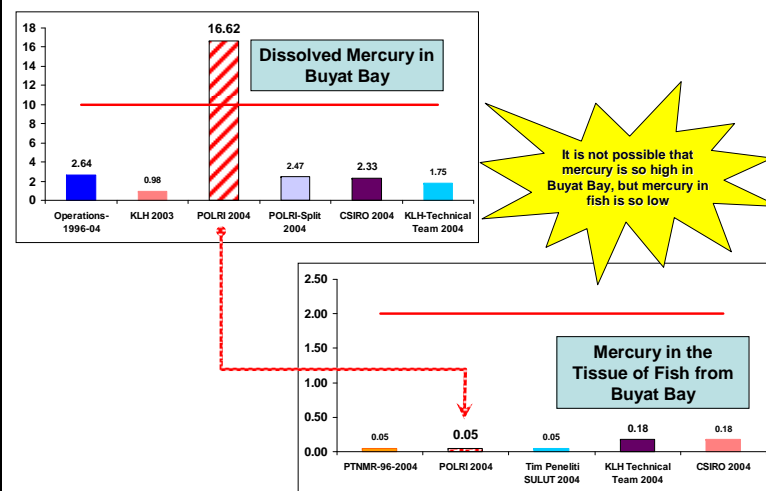 18
16
14
12
10
8
6
4
2
0
16.62
2.64
0.98
2.47
2.33
1.75
Dissolved Mercury in
Buyat Bay
Operations-
1996-04
KLH 2003
POLRI 2004
POLRI-Split
2004
CSIRO 2004
KLH-Technical
Team 2004
It is not possible that
mercury is so high in
Buyat Bay, but mercury in
fish is so low
2.50
2.00
1.50
1.00
0.50
0.00
Mercury in the
Tissue of Fish from
Buyat Bay
0.05
0.05
0.05
0.18
0.18
PTNMR-96-2004
POLRI 2004
Tim Peneliti
SULUT 2004
KLH Technical
Team 2004
CSIRO 2004